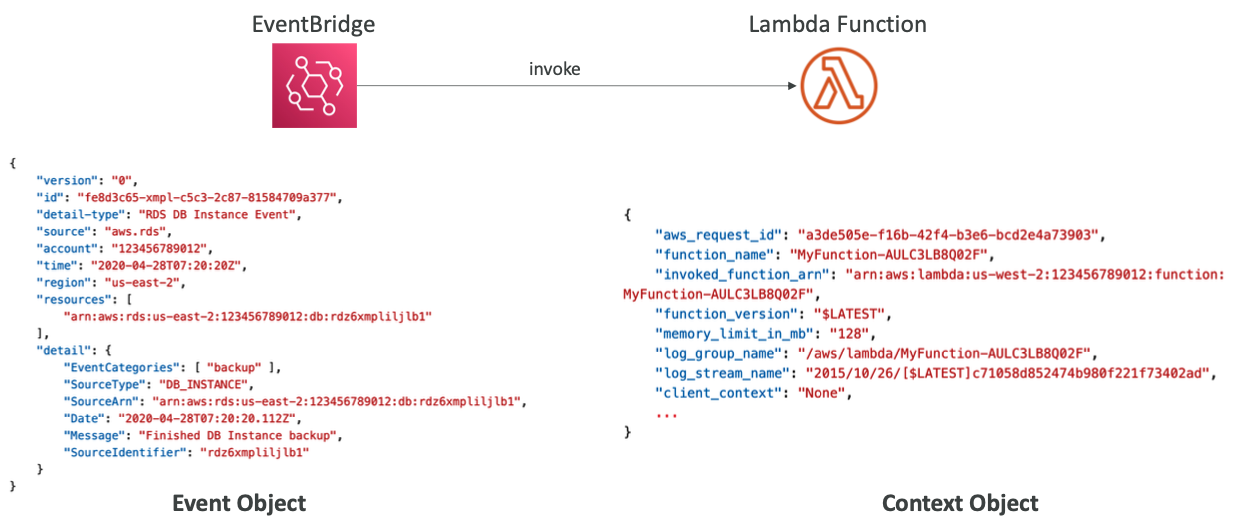 EventBridge
Lambda Function
invoke
{
"version": "0",
"id": "fe8d3c65-xmpl-c5c3-2c87-81584709a377",
"detail-type": "RDS DB Instance Event",
"source": "aws.rds",
"account": "123456789012",
"time": "2020-04-28T07:20:20Z",
"region": "us-east-2",
"resources": [
"arn:aws:rds:us-east-2:123456789012:db:rdz6xmpliljlb1"
],
"detail": {
"EventCategories": [ "backup" ],
"SourceType": "DB_INSTANCE",
"SourceArn": "arn:aws:rds:us-east-2:123456789012:db:rdz6xmpliljlb1",
"Date": "2020-04-28T07:20:20.112Z",
"Message": "Finished DB Instance backup",
"SourceIdentifier": "rdz6xmpliljlb1"
}
}
Event Object
{
"aws_request_id": "a3de505e-f16b-42f4-b3e6-bcd2e4a73903",
"function_name": "MyFunction-AULC3LB8Q02F",
"invoked_function_arn": "arn:aws:lambda:us-west-2:123456789012:function:
MyFunction-AULC3LB8Q02F",
"function_version": "$LATEST",
"memory_limit_in_mb": "128",
"log_group_name": "/aws/lambda/MyFunction-AULC3LB8Q02F",
"log_stream_name": "2015/10/26/[$LATEST]c71058d852474b980f221f73402ad",
"client_context": "None",
...
}
Context Object